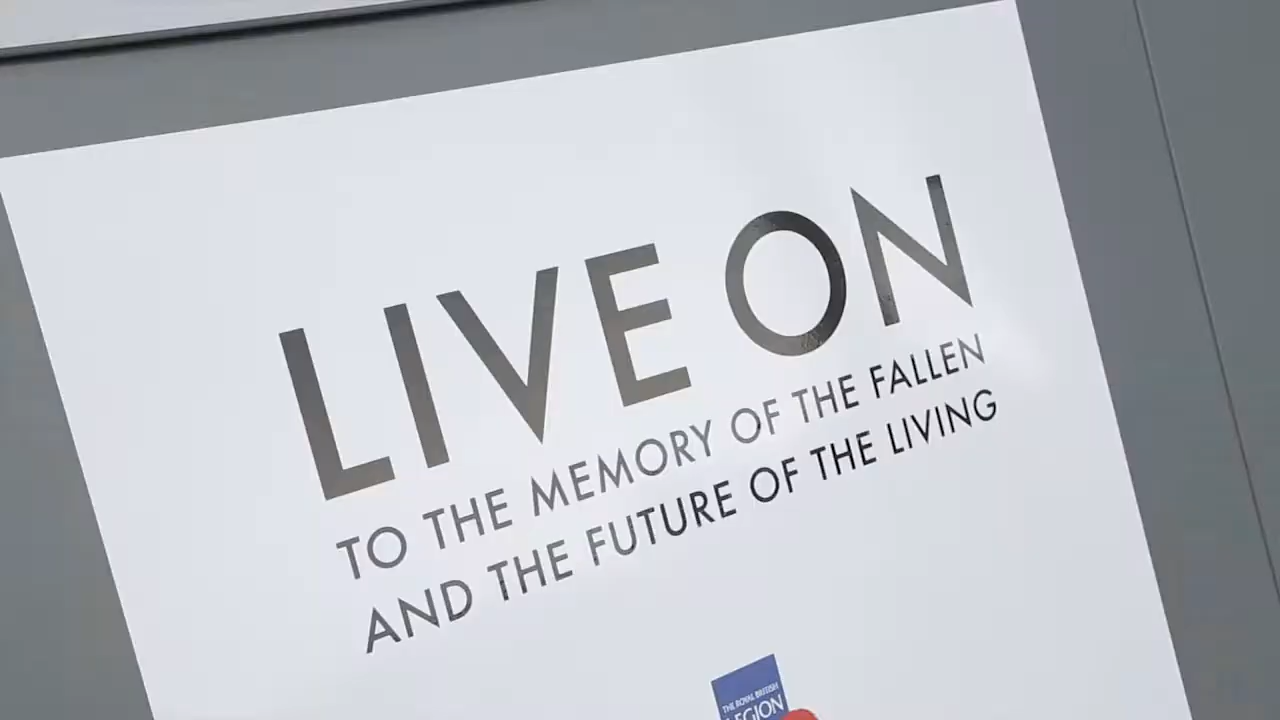 LIVE ON
TO THE MEMORY OF THE FALLEN
AND THE FUTURE OF THE LIVING
THE ROYAL BRITISH
LEGION